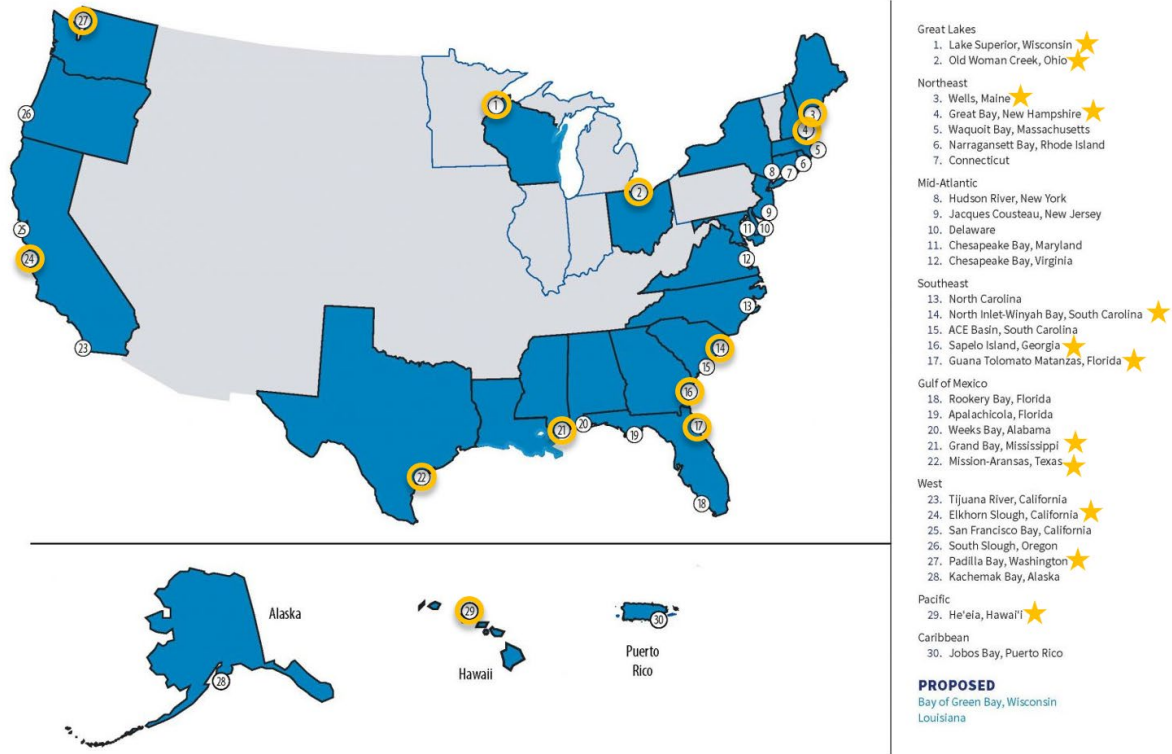 27
26
25
24
23
22
21
20
19
18
17
16
15
14
13
12
11
10
9
8
7
6
5
4
3
2
1
Alaska
28
29
Hawaii
30
Puerto
Rico
Great Lakes
1. Lake Superior, Wisconsin
2. Old Woman Creek, Ohio
Northeast
3. Wells, Maine
4. Great Bay, New Hampshire
5. Waquoit Bay, Massachusetts
6. Narragansett Bay, Rhode Island
7. Connecticut
Mid-Atlantic
8. Hudson River, New York
9. Jacques Cousteau, New Jersey
10. Delaware
11. Chesapeake Bay, Maryland
12. Chesapeake Bay, Virginia
Southeast
13. North Carolina
14. North Inlet-Winyah Bay, South Carolina
15. ACE Basin, South Carolina
16. Sapelo Island, Georgia
17. Guana Tolomato Matanzas, Florida
Gulf of Mexico
18. Rookery Bay, Florida
19. Apalachicola, Florida
20. Weeks Bay, Alabama
21. Grand Bay, Mississippi
22. Mission-Aransas, Texas
West
23. Tijuana River, California
24. Elkhorn Slough, California
25. San Francisco Bay, California
26. South Slough, Oregon
27. Padilla Bay, Washington
28. Kachemak Bay, Alaska
Pacific
29. He'eia, Hawai'i
Caribbean
30. Jobos Bay, Puerto Rico
PROPOSED
Bay of Green Bay, Wisconsin
Louisiana